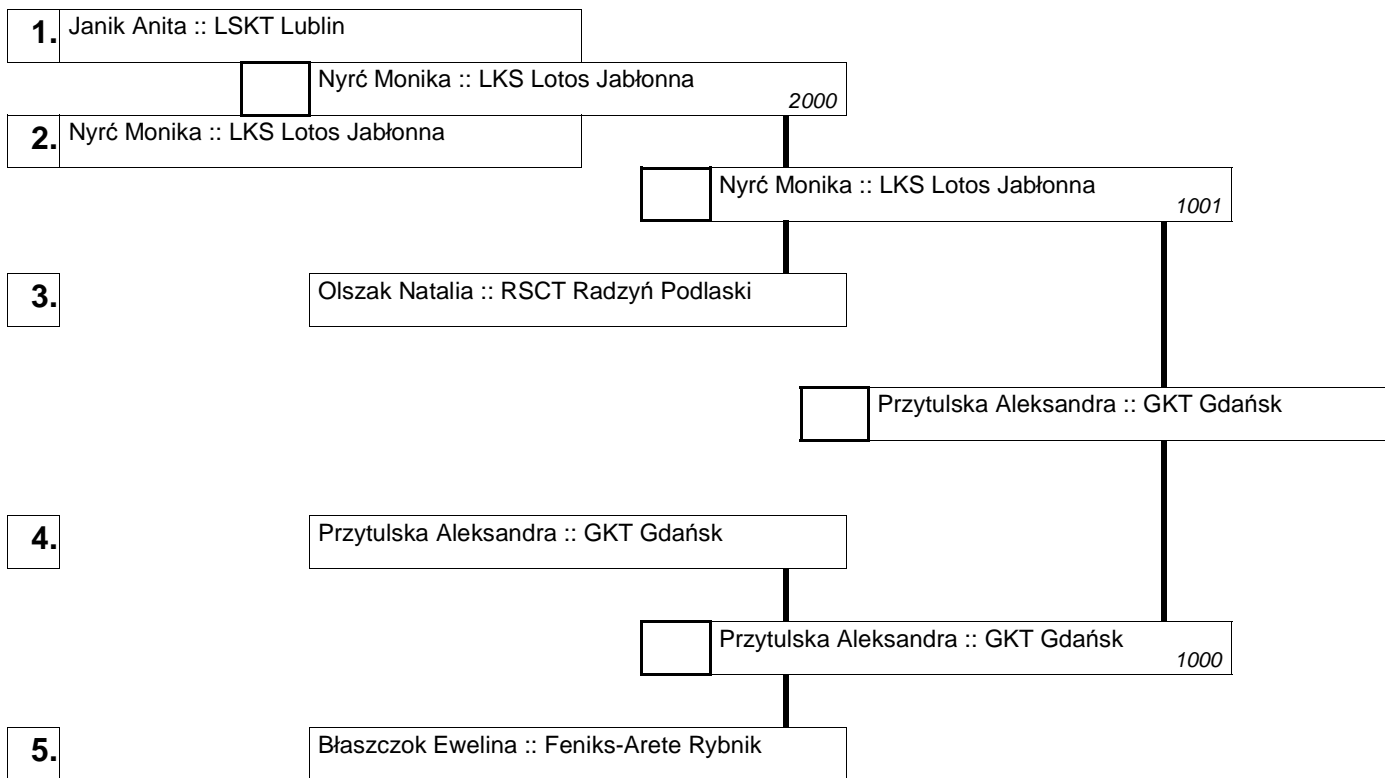 1. Janik Anita :: LSKT Lublin
Nyrć Monika :: LKS Lotos Jabłonna
2000
2. Nyrć Monika :: LKS Lotos Jabłonna
Nyrć Monika :: LKS Lotos Jabłonna
1001
3. Olszak Natalia :: RSCT Radzyń Podlaski
Przytulska Aleksandra :: GKT Gdańsk
4. Przytulska Aleksandra :: GKT Gdańsk
Przytulska Aleksandra :: GKT Gdańsk
1000
5. Błaszczok Ewelina :: Feniks-Arete Rybnik